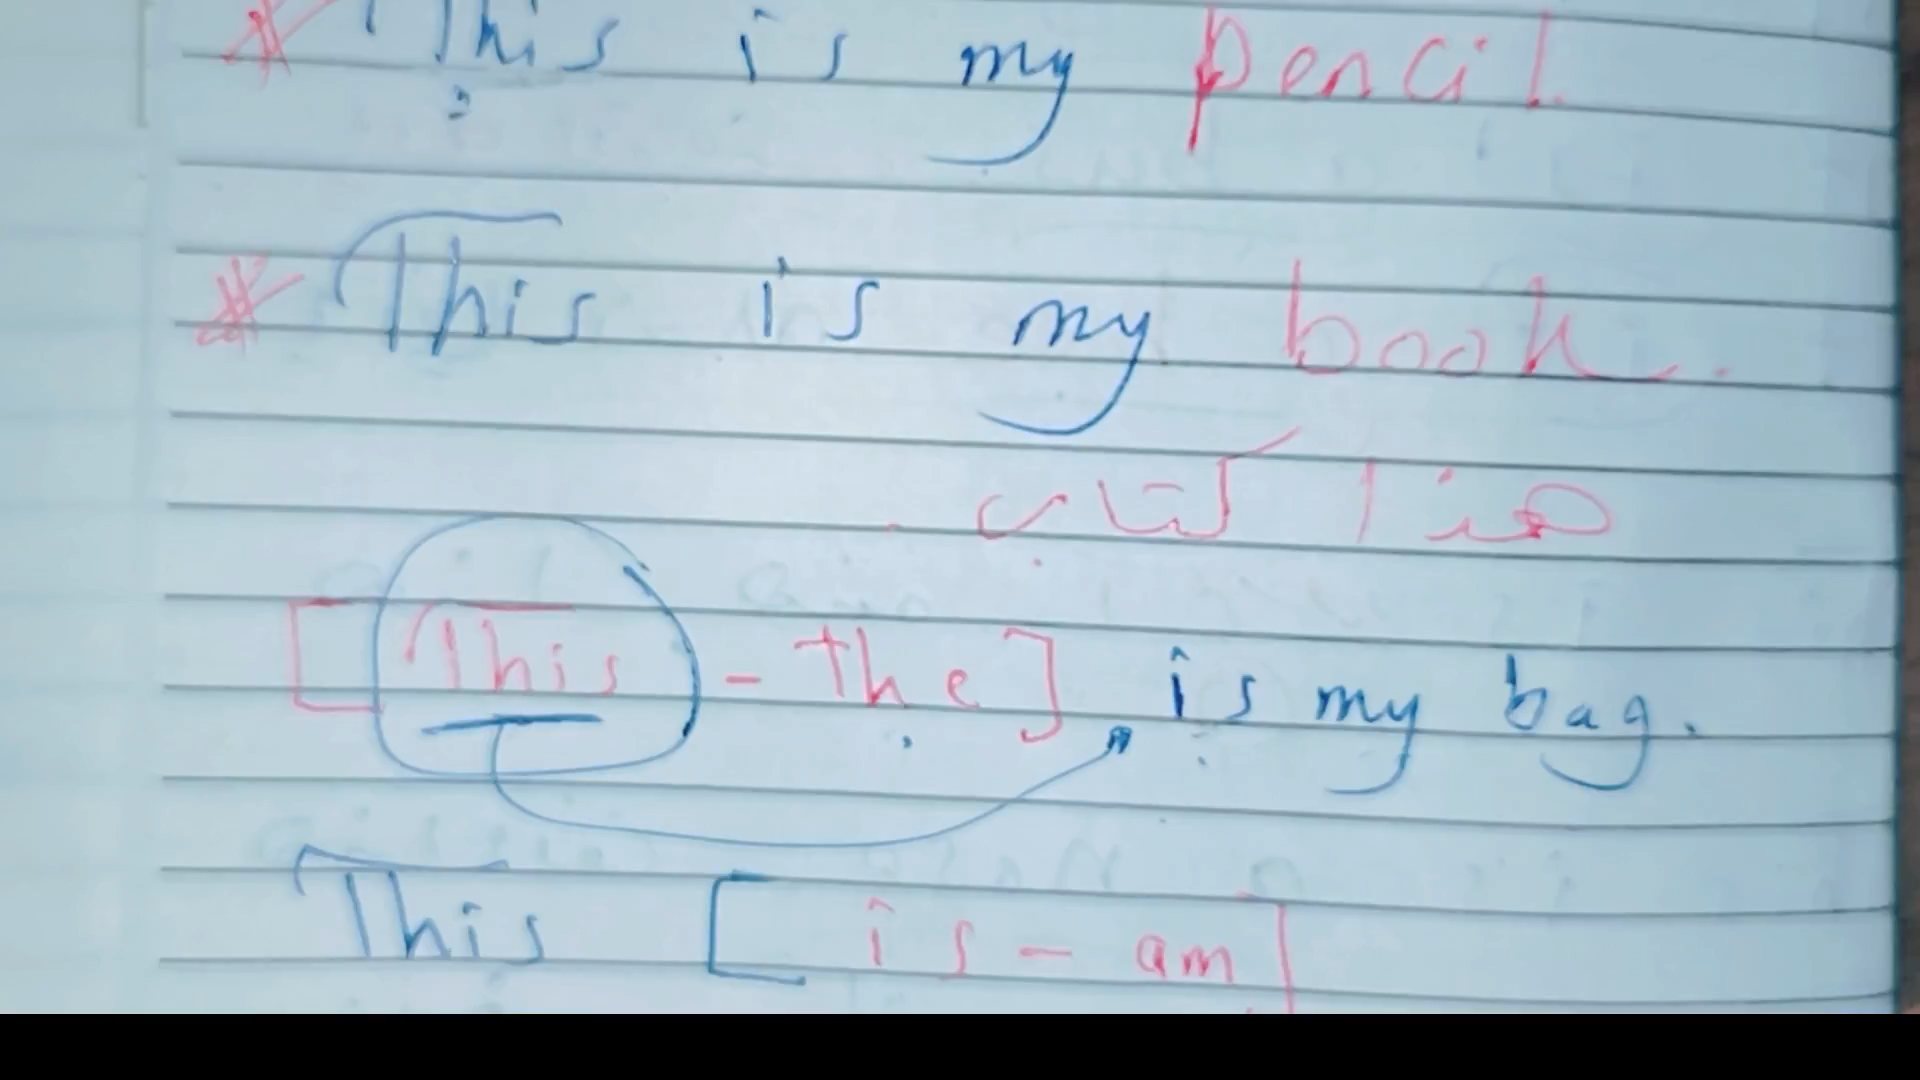 * This is my pencil.
* This is my book.
هذا كتاب.
[This - the] is my bag.
This [is - am]